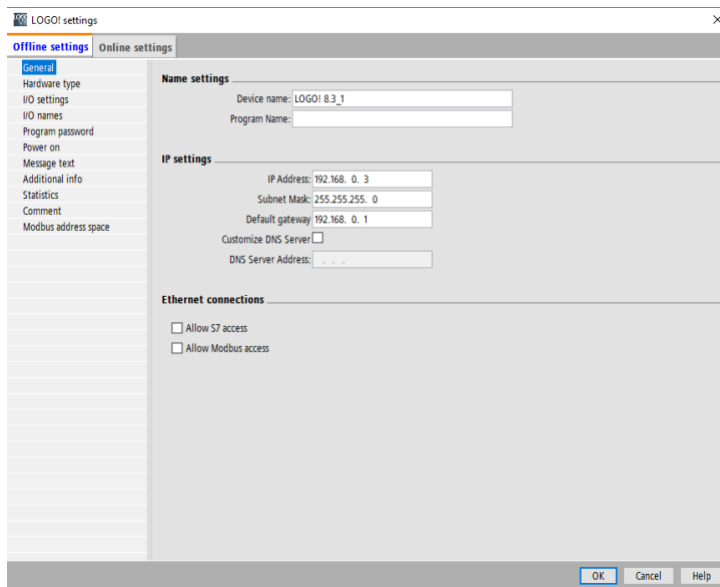 LOGO! settings
Offline settings Online settings
General
Hardware type
I/O settings
I/O names
Program password
Power on
Message text
Additional info
Statistics
Comment
Modbus address space
Name settings
Device name: LOGO! 8.3_1
Program Name:
IP settings
IP Address: 192.168. 0. 3
Subnet Mask: 255.255.255. 0
Default gateway 192.168. 0. 1
Customize DNS Server
DNS Server Address: . . .
Ethernet connections
Allow S7 access
Allow Modbus access
OK Cancel Help